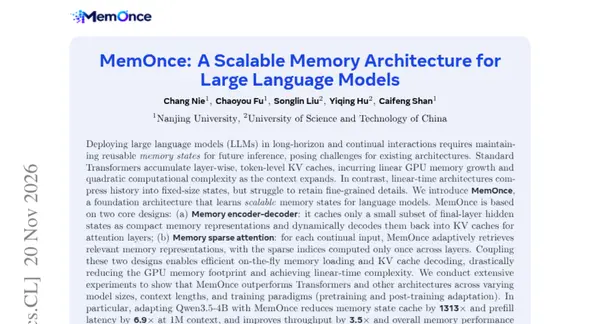 MemOnce
MemOnce: A Scalable Memory Architecture for
Large Language Models
Chang Nie¹, Chaoyou Fu¹, Songlin Liu², Yiqing Hu², Caifeng Shan¹
¹Nanjing University, ²University of Science and Technology of China
Deploying large language models (LLMs) in long-horizon and continual interactions requires maintain-
ing reusable memory states for future inference, posing challenges for existing architectures. Standard
Transformers accumulate layer-wise, token-level KV caches, incurring linear GPU memory growth and
quadratic computational complexity as the context expands. In contrast, linear-time architectures com-
press history into fixed-size states, but struggle to retain fine-grained details. We introduce MemOnce,
a foundation architecture that learns scalable memory states for language models. MemOnce is based
on two core designs: (a) Memory encoder-decoder: it caches only a small subset of final-layer hidden
states as compact memory representations and dynamically decodes them back into KV caches for
attention layers; (b) Memory sparse attention: for each continual input, MemOnce adaptively retrieves
relevant memory representations, with the sparse indices computed only once across layers. Coupling
these two designs enables efficient on-the-fly memory loading and KV cache decoding, drastically
reducing the GPU memory footprint and achieving linear-time complexity. We conduct extensive
experiments to show that MemOnce outperforms Transformers and other architectures across varying
model sizes, context lengths, and training paradigms (pretraining and post-training adaptation). In
particular, adapting Qwen3.5-4B with MemOnce reduces memory state cache by 1313× and prefill
latency by 6.9× at 1M context, and improves throughput by 3.5× and overall memory performance
cs.CL] 20 Nov 2026